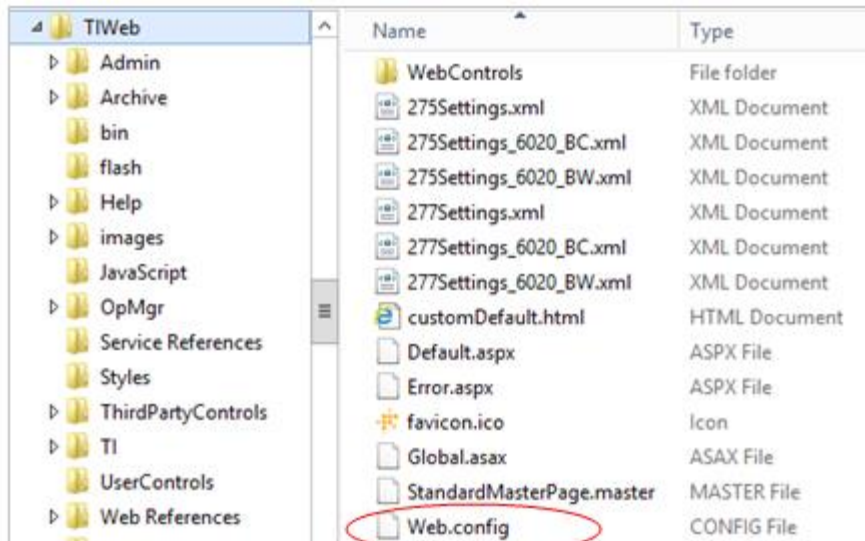 TIWeb
Admin
Archive
bin
flash
Help
images
JavaScript
OpMgr
Service References
Styles
ThirdPartyControls
TI
UserControls
Web References
Name Type
WebControls File folder
275Settings.xml XML Document
275Settings_6020_BC.xml XML Document
275Settings_6020_BW.xml XML Document
277Settings.xml XML Document
277Settings_6020_BC.xml XML Document
277Settings_6020_BW.xml XML Document
customDefault.html HTML Document
Default.aspx ASPX File
Error.aspx ASPX File
favicon.ico Icon
Global.asax ASAX File
StandardMasterPage.master MASTER File
Web.config CONFIG File